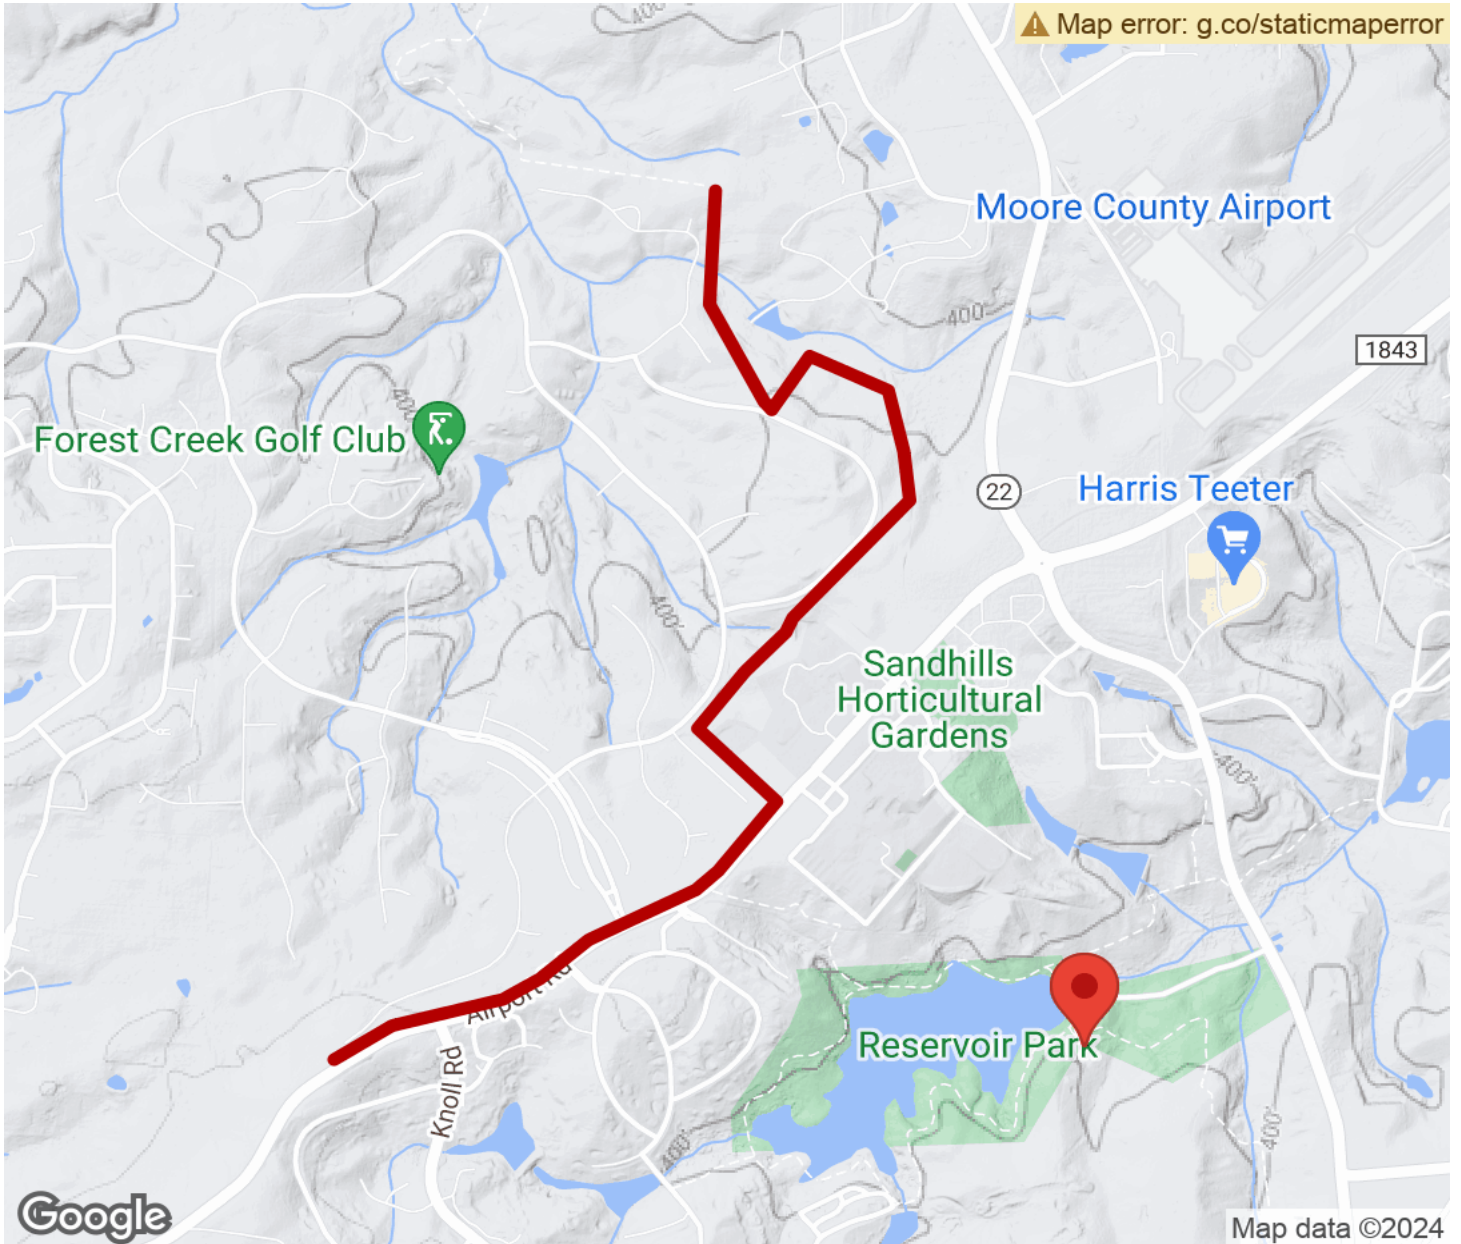 Map error: g.co/staticmaperror
Moore County Airport
400'
1843
400'
Forest Creek Golf Club
22
Harris Teeter
400'
Sandhills
Horticultural
Gardens
400'
Airport Rd
Reservoir Park
Knoll Rd
400'
400'
Google
Map data ©2024